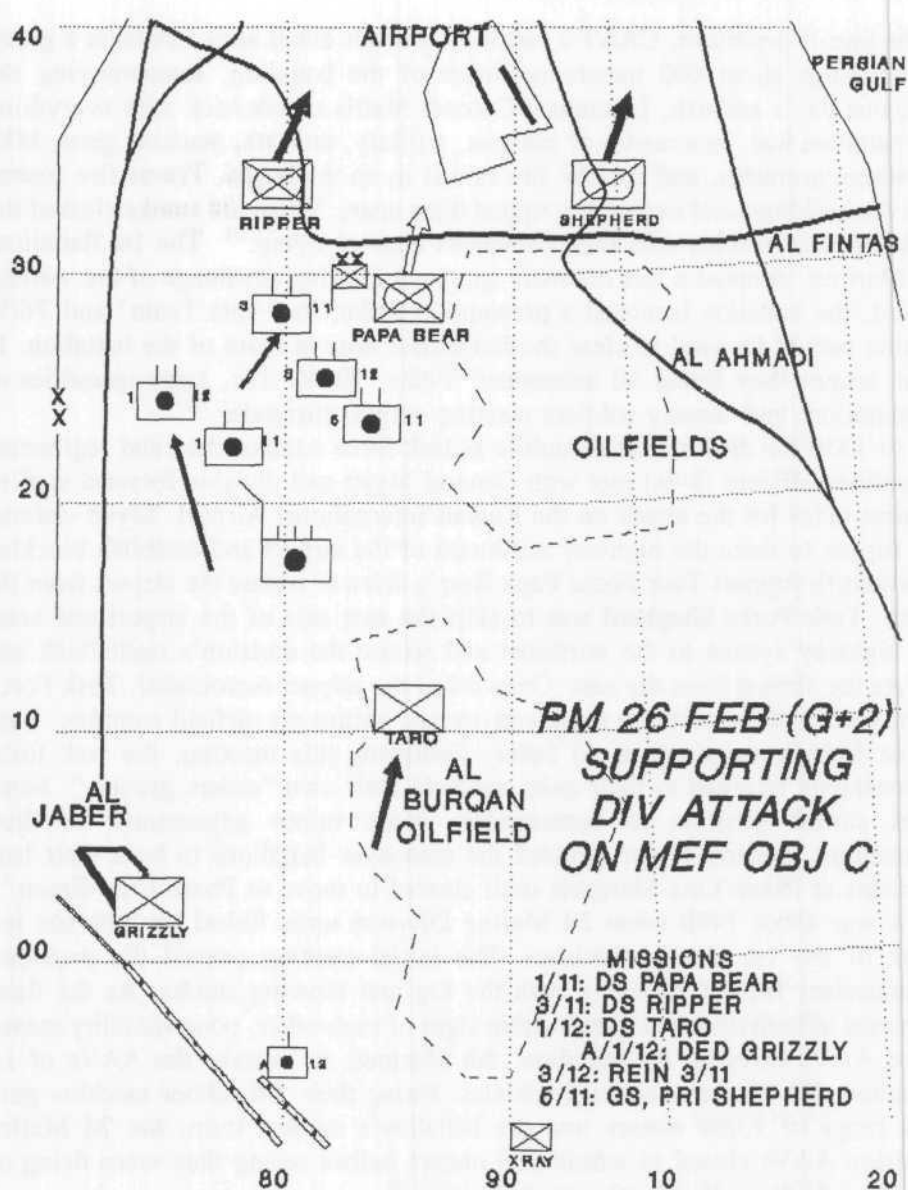 40
30
20
10
00
80
90
00
10
20
AIRPORT
PERSIAN
GULF
RIPPER
SHEPHERD
AL FINTAS
XX
PAPA BEAR
3 11
3 12
AL AHMADI
X
X
1 12
1 11
5 11
OILFIELDS
TARO
AL
BURQAN
OILFIELD
PM 26 FEB (G+2)
SUPPORTING
DIV ATTACK
ON MEF OBJ C
AL
JABER
GRIZZLY
MISSIONS
1/11: DS PAPA BEAR
3/11: DS RIPPER
1/12: DS TARO
A/1/12: DED GRIZZLY
3/12: REIN 3/11
5/11: GS, PRI SHEPHERD
A 12
XRAY